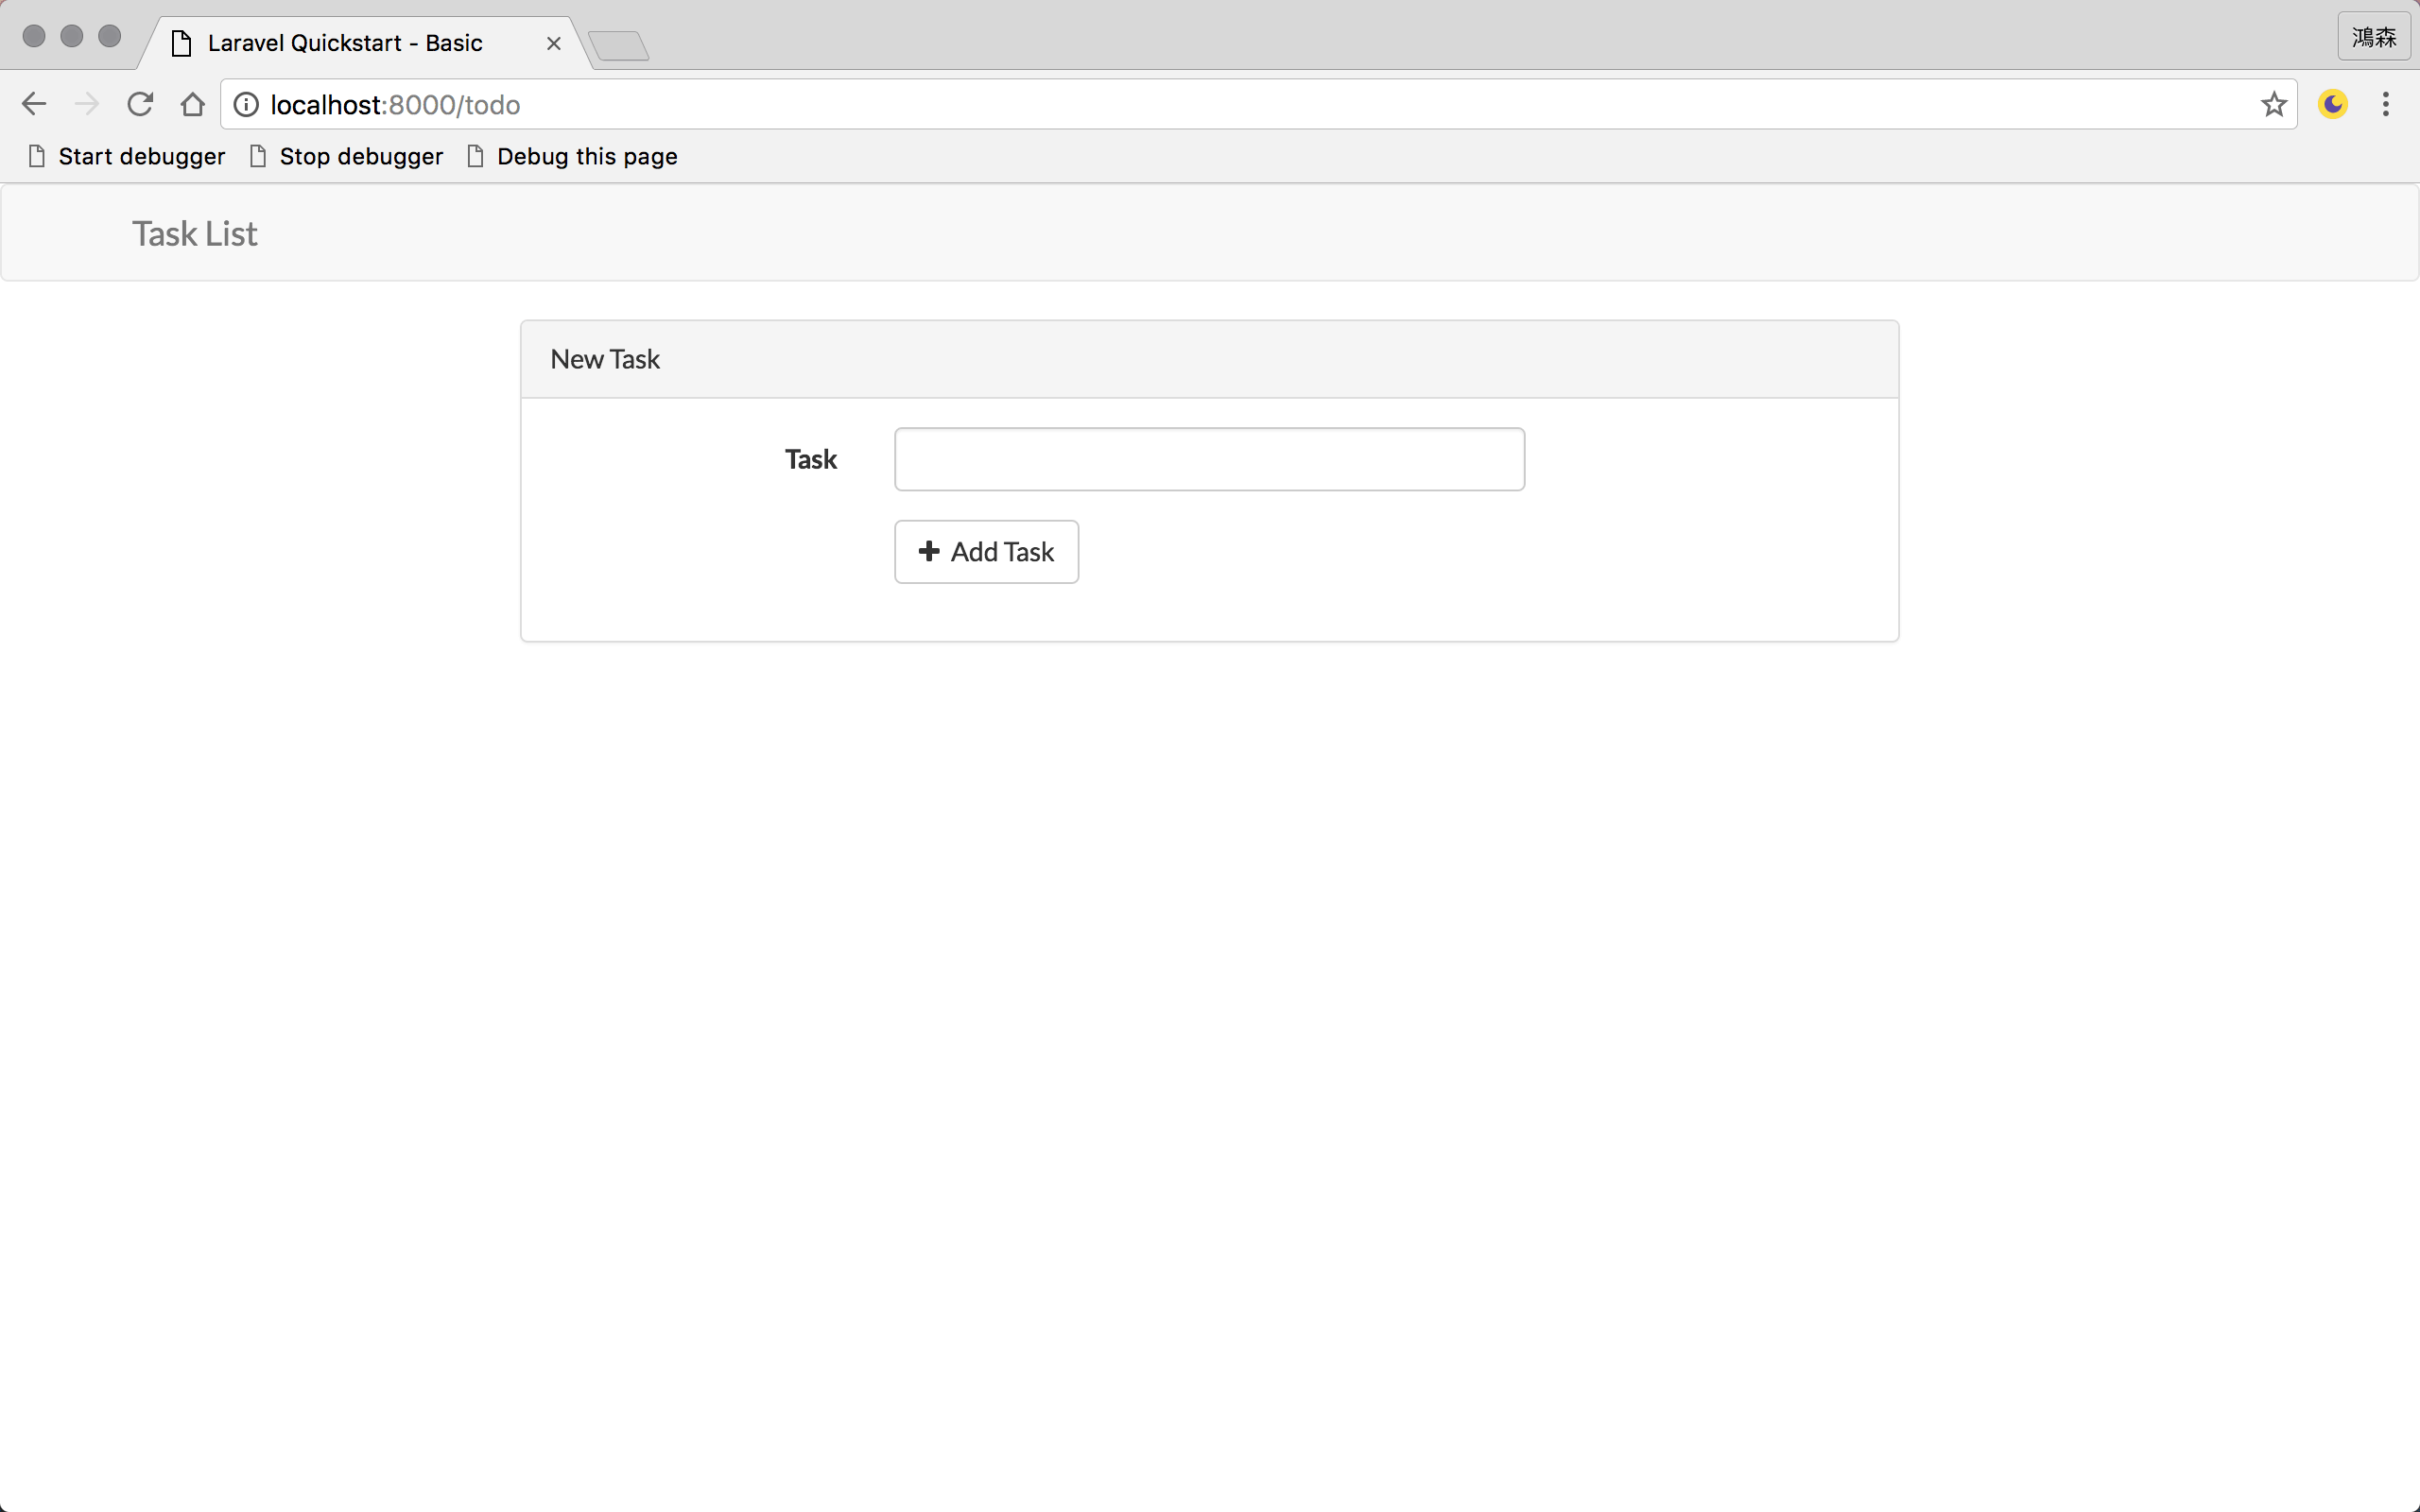 Laravel Quickstart - Basic
鴻森
localhost:8000/todo
Start debugger Stop debugger Debug this page
Task List
New Task
Task
Add Task